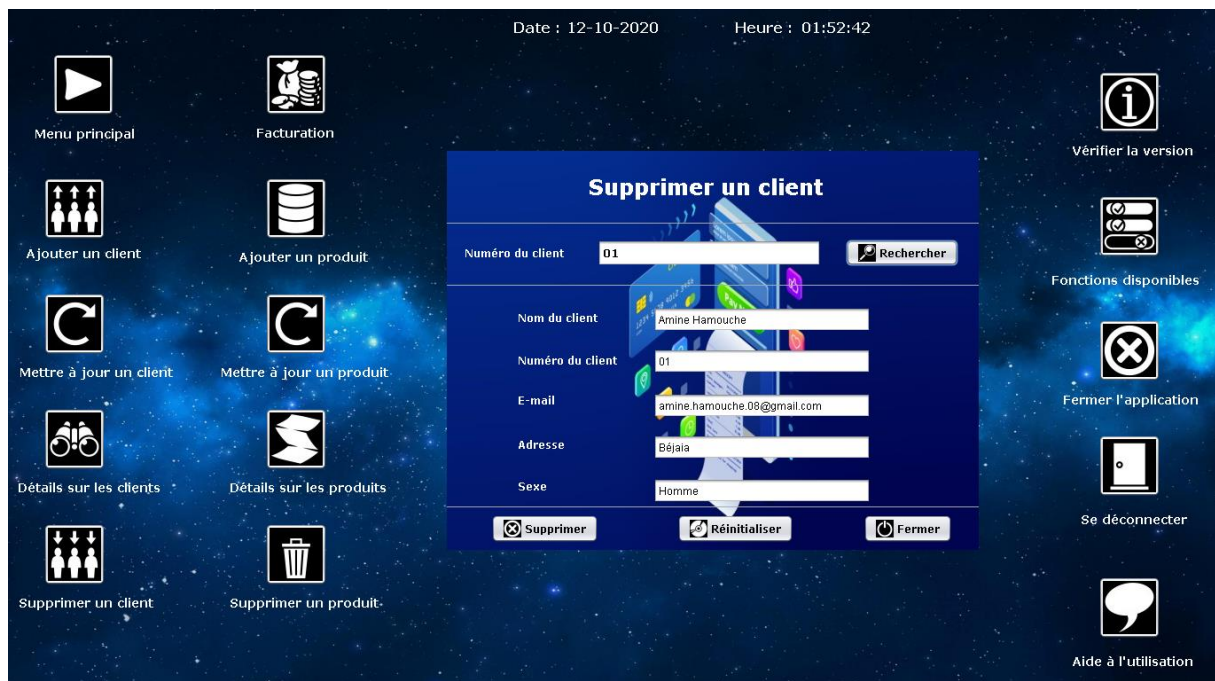 Date : 12-10-2020 Heure : 01:52:42
Menu principal
Facturation
Ajouter un client
Ajouter un produit
Mettre à jour un client
Mettre à jour un produit
Détails sur les clients
Détails sur les produits
Supprimer un client
Supprimer un produit
Supprimer un client
Numéro du client 01 Rechercher
Nom du client Amine Hamouche
Numéro du client 01
E-mail amine.hamouche.08@gmail.com
Adresse Béjaia
Sexe Homme
Supprimer Réinitialiser Fermer
Vérifier la version
Fonctions disponibles
Fermer l'application
Se déconnecter
Aide à l'utilisation